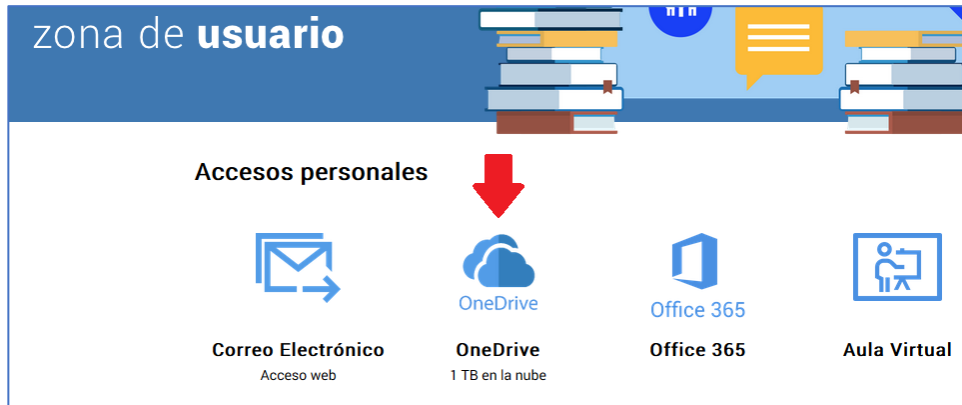 zona de usuario
Accesos personales
OneDrive
Office 365
Correo Electrónico
OneDrive
Office 365
Aula Virtual
Acceso web
1 TB en la nube